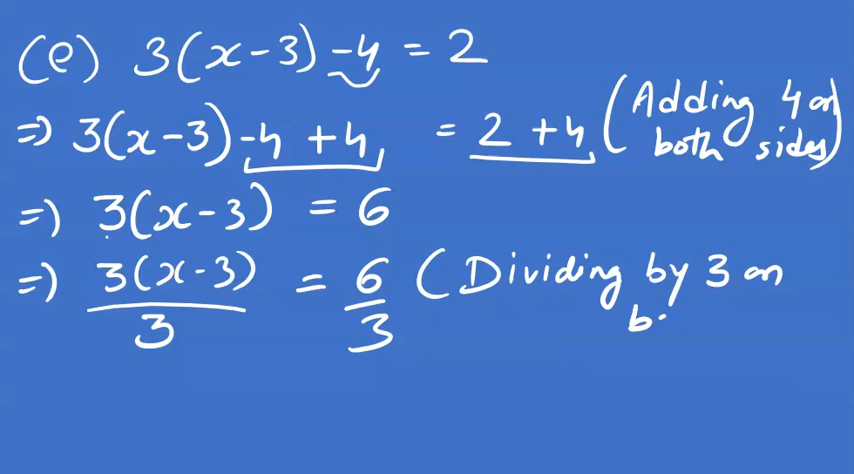 (e) 3(x-3) -4 = 2
=) 3(x-3) -4 +4 = 2 +4 (Adding 4 on both sides)
=) 3(x-3) = 6
=) 3(x-3)/3 = 6/3 (Dividing by 3 on
b